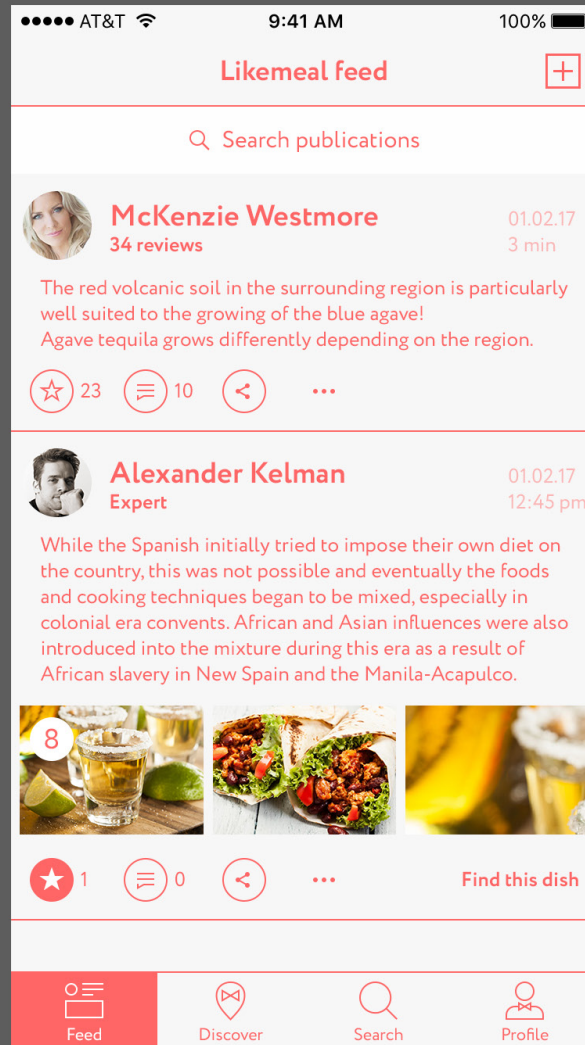 AT&T 9:41 AM 100%
Likemeal feed
Search publications
McKenzie Westmore 01.02.17
34 reviews 3 min
The red volcanic soil in the surrounding region is particularly
well suited to the growing of the blue agave!
Agave tequila grows differently depending on the region.
23 10
Alexander Kelman 01.02.17
Expert 12:45 pm
While the Spanish initially tried to impose their own diet on
the country, this was not possible and eventually the foods
and cooking techniques began to be mixed, especially in
colonial era convents. African and Asian influences were also
introduced into the mixture during this era as a result of
African slavery in New Spain and the Manila-Acapulco.
8
1 0 Find this dish
Feed Discover Search Profile